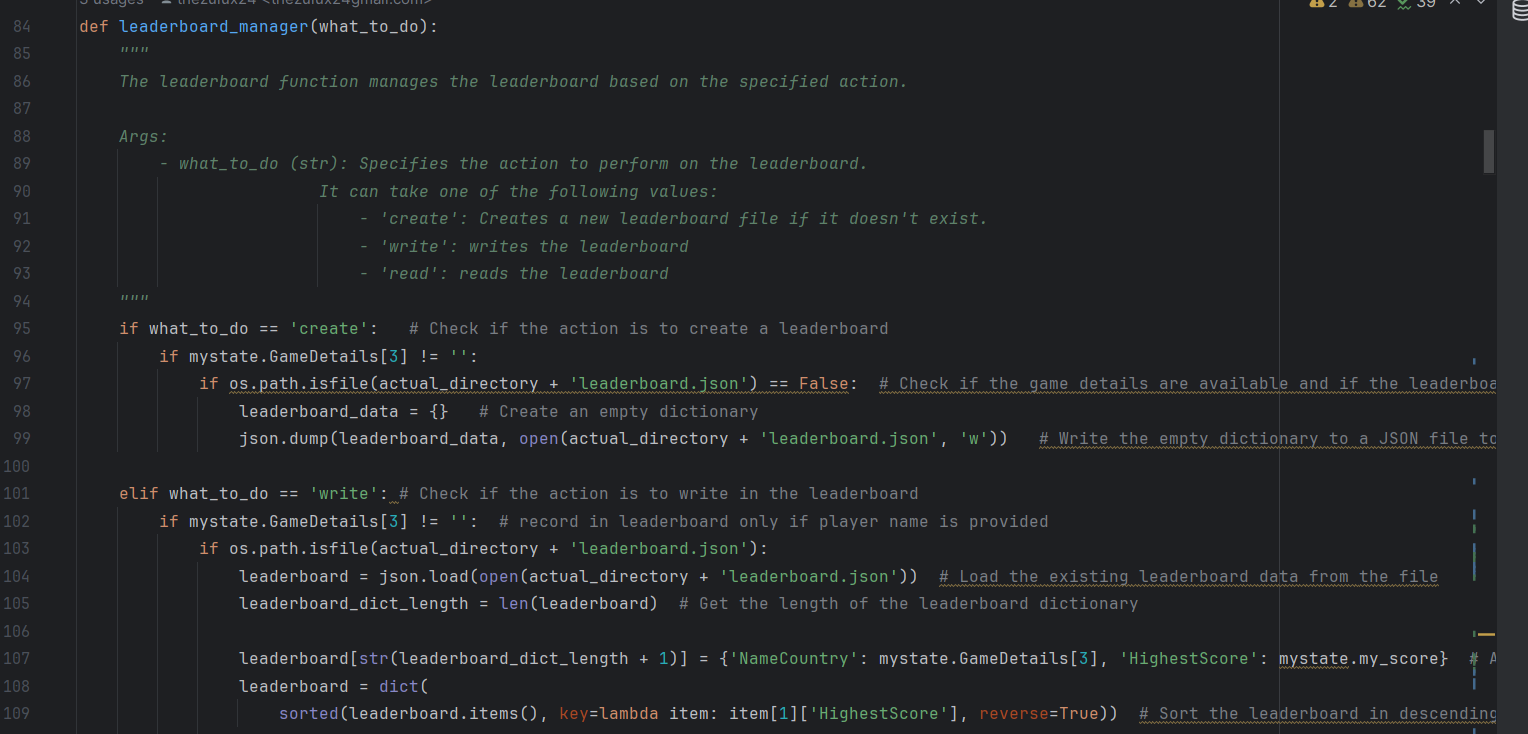 3 usages thezufux24 <thezufux24gmail.com>
2 62 39
84 def leaderboard_manager(what_to_do):
85 """
86 The leaderboard function manages the leaderboard based on the specified action.
87
88 Args:
89 - what_to_do (str): Specifies the action to perform on the leaderboard.
90 It can take one of the following values:
91 - 'create': Creates a new leaderboard file if it doesn't exist.
92 - 'write': writes the leaderboard
93 - 'read': reads the leaderboard
94 """
95 if what_to_do == 'create': # Check if the action is to create a leaderboard
96 if mystate.GameDetails[3] != '':
97 if os.path.isfile(actual_directory + 'leaderboard.json') == False: # Check if the game details are available and if the leaderboa
98 leaderboard_data = {} # Create an empty dictionary
99 json.dump(leaderboard_data, open(actual_directory + 'leaderboard.json', 'w')) # Write the empty dictionary to a JSON file to
100
101 elif what_to_do == 'write': # Check if the action is to write in the leaderboard
102 if mystate.GameDetails[3] != '': # record in leaderboard only if player name is provided
103 if os.path.isfile(actual_directory + 'leaderboard.json'):
104 leaderboard = json.load(open(actual_directory + 'leaderboard.json')) # Load the existing leaderboard data from the file
105 leaderboard_dict_length = len(leaderboard) # Get the length of the leaderboard dictionary
106
107 leaderboard[str(leaderboard_dict_length + 1)] = {'NameCountry': mystate.GameDetails[3], 'HighestScore': mystate.my_score} # A
108 leaderboard = dict(
109 sorted(leaderboard.items(), key=lambda item: item[1]['HighestScore'], reverse=True)) # Sort the leaderboard in descending